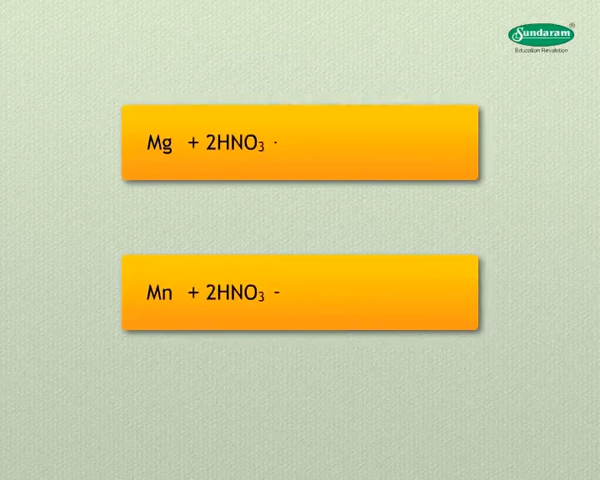 Sundaram®
Education Revolution
Mg + 2HNO₃
Mn + 2HNO₃ -